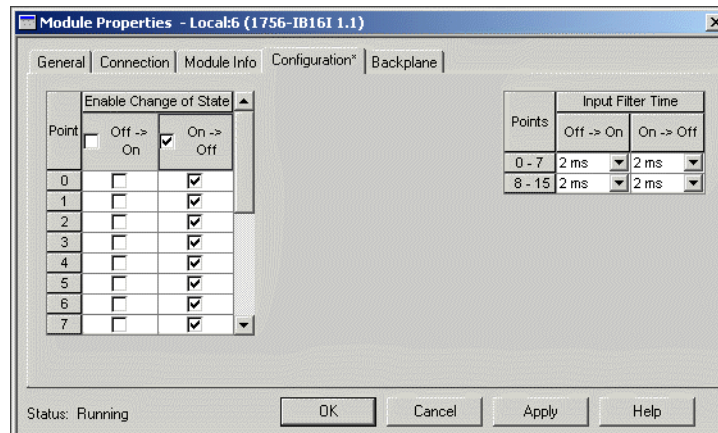 Module Properties - Local:6 (1756-IB16I 1.1)
General Connection Module Info Configuration* Backplane
Enable Change of State
Point Off -> On On -> Off
0
1
2
3
4
5
6
7
Input Filter Time
Points Off -> On On -> Off
0 - 7 2 ms 2 ms
8 - 15 2 ms 2 ms
Status: Running OK Cancel Apply Help